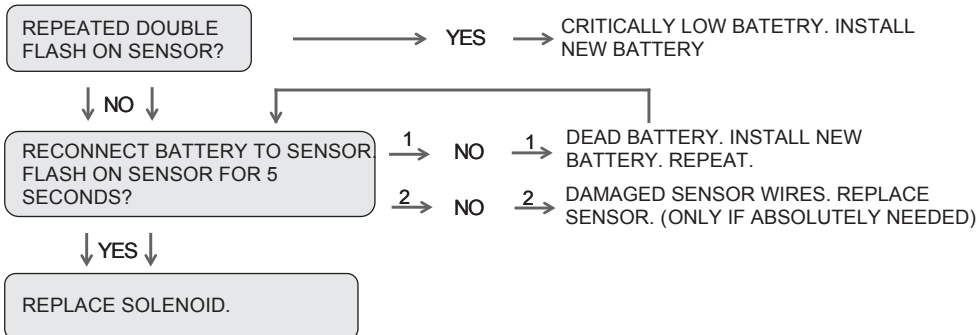 REPEATED DOUBLE
FLASH ON SENSOR?
YES
CRITICALLY LOW BATETRY. INSTALL
NEW BATTERY
NO
RECONNECT BATTERY TO SENSOR.
FLASH ON SENSOR FOR 5
SECONDS?
1
NO
1
DEAD BATTERY. INSTALL NEW
BATTERY. REPEAT.
2
NO
2
DAMAGED SENSOR WIRES. REPLACE
SENSOR. (ONLY IF ABSOLUTELY NEEDED)
YES
REPLACE SOLENOID.